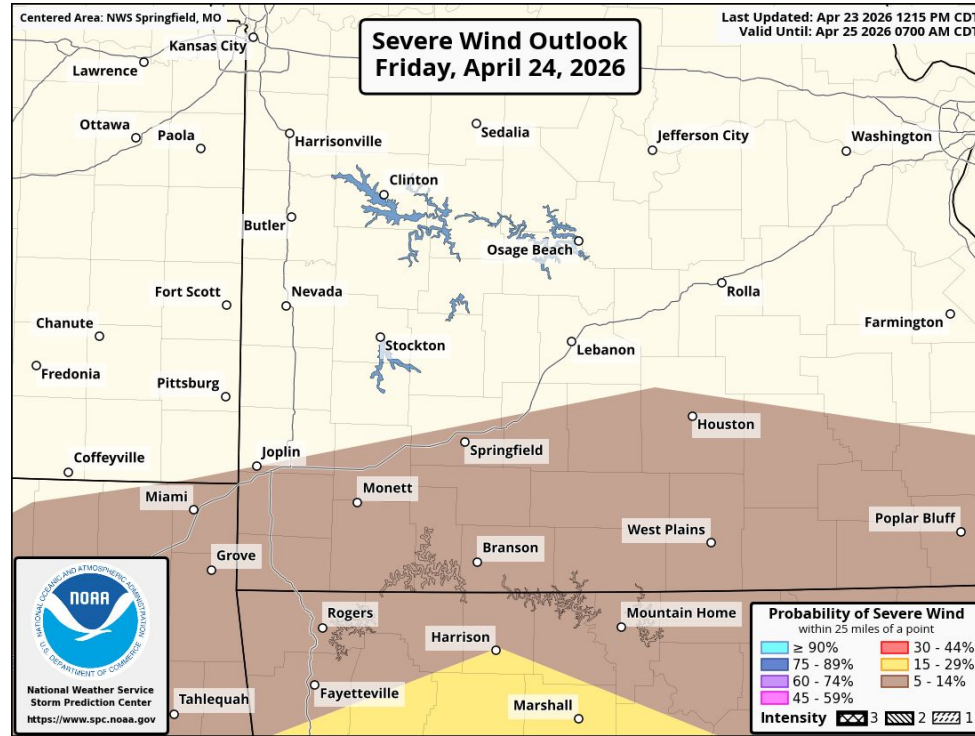 Centered Area: NWS Springfield, MO
Severe Wind Outlook
Friday, April 24, 2026
Last Updated: Apr 23 2026 1215 PM CDT
Valid Until: Apr 25 2026 0700 AM CDT
Kansas City
Lawrence
Ottawa
Paola
Harrisonville
Sedalia
Jefferson City
Washington
Clinton
Butler
Osage Beach
Fort Scott
Nevada
Rolla
Chanute
Farmington
Stockton
Lebanon
Fredonia
Pittsburg
Houston
Coffeyville
Joplin
Springfield
Miami
Monett
West Plains
Poplar Bluff
Grove
Branson
Rogers
Mountain Home
Harrison
Tahlequah
Fayetteville
Marshall
NATIONAL OCEANIC AND ATMOSPHERIC ADMINISTRATION
NOAA
U.S. DEPARTMENT OF COMMERCE
National Weather Service
Storm Prediction Center
https://www.spc.noaa.gov
Probability of Severe Wind
within 25 miles of a point
≥ 90%
75 - 89%
60 - 74%
45 - 59%
30 - 44%
15 - 29%
5 - 14%
Intensity 3 2 1